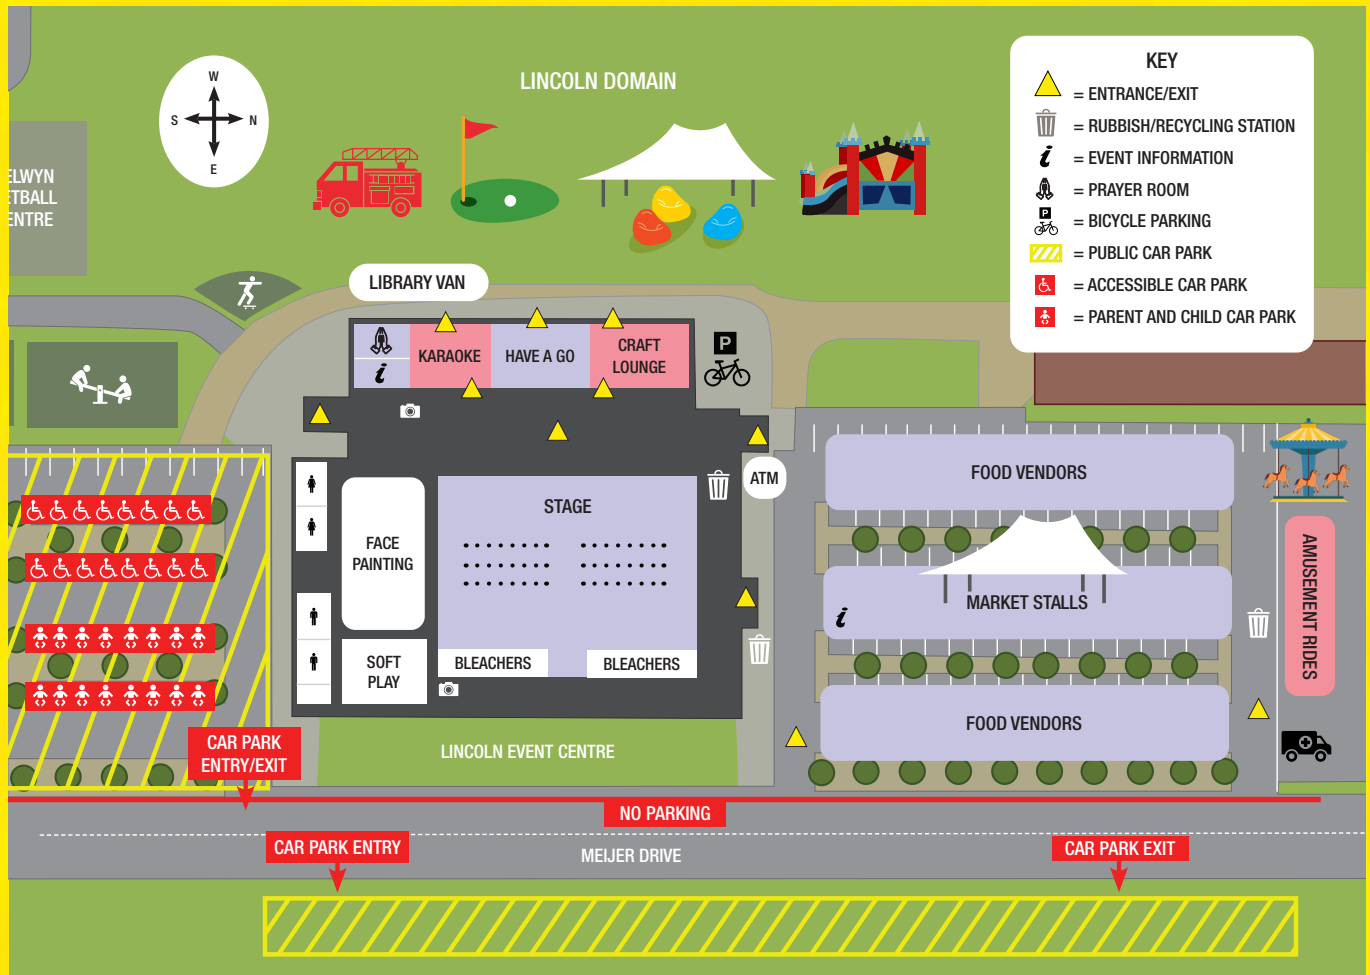 LINCOLN DOMAIN
W
S
N
E
KEY
= ENTRANCE/EXIT
= RUBBISH/RECYCLING STATION
i = EVENT INFORMATION
= PRAYER ROOM
P
= BICYCLE PARKING
= PUBLIC CAR PARK
= ACCESSIBLE CAR PARK
= PARENT AND CHILD CAR PARK
ELWYN
ETBALL
ENTRE
LIBRARY VAN
i
KARAOKE
HAVE A GO
CRAFT
LOUNGE
P
ATM
STAGE
FACE
PAINTING
SOFT
PLAY
BLEACHERS
BLEACHERS
LINCOLN EVENT CENTRE
FOOD VENDORS
i
MARKET STALLS
FOOD VENDORS
AMUSEMENT RIDES
CAR PARK
ENTRY/EXIT
NO PARKING
CAR PARK ENTRY
MEIJER DRIVE
CAR PARK EXIT